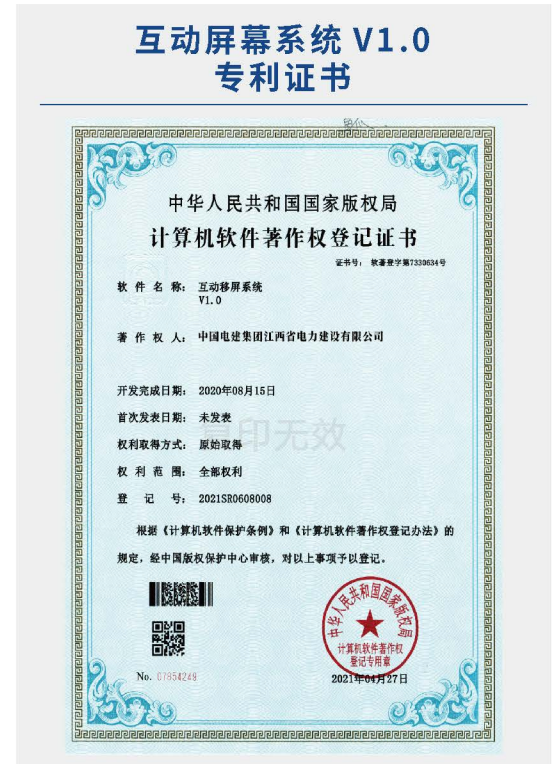 互动屏幕系统 V1.0
专利证书
中华人民共和国国家版权局
计算机软件著作权登记证书
证书号： 软著登字第7330634号
软件名称： 互动移屏系统
V1.0
著作权人： 中国电建集团江西省电力建设有限公司
开发完成日期： 2020年08月15日
首次发表日期： 未发表
权利取得方式： 原始取得
权利范围： 全部权利
登记号： 2021SR0608008
复印无效
根据《计算机软件保护条例》和《计算机软件著作权登记办法》的
规定，经中国版权保护中心审核，对以上事项予以登记。
中华人民共和国国家版权局
计算机软件著作权
登记专用章
No. 07854249
2021年04月27日